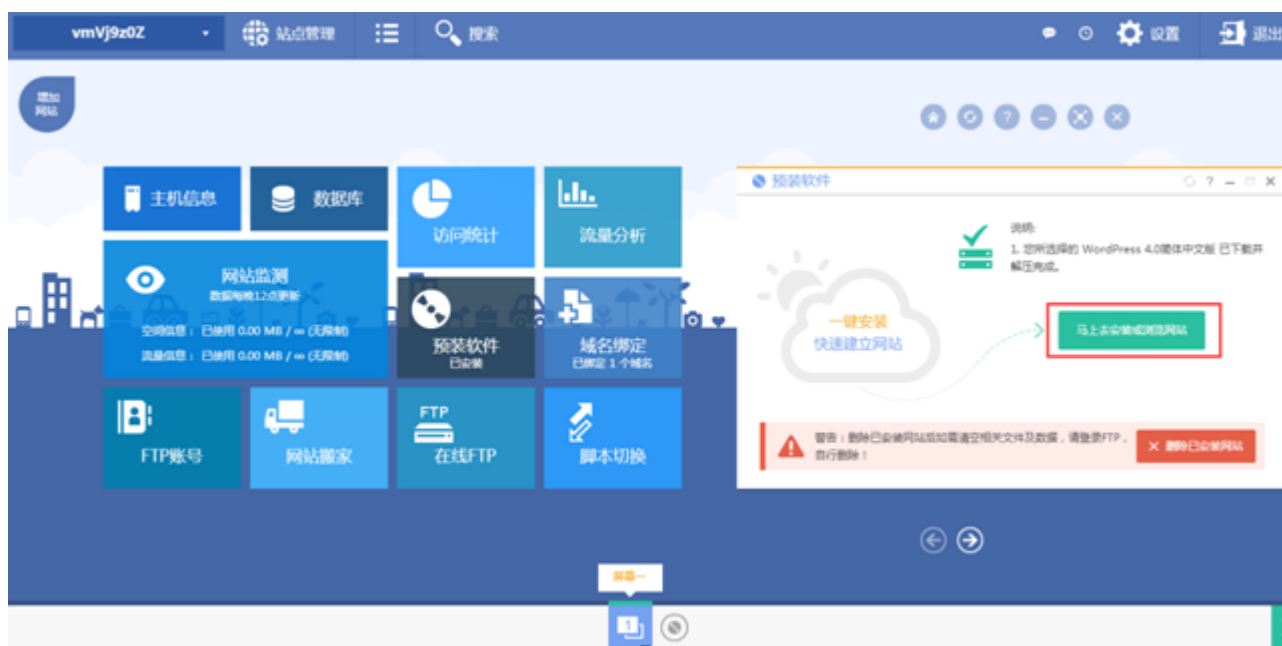 vmVj9z0Z
站点管理
搜索
设置
退出
增加
网站
主机信息
数据库
访问统计
流量分析
网站监测
数据每晚12点更新
空间信息： 已使用 0.00 MB / ∞ (无限制)
流量信息： 已使用 0.00 MB / ∞ (无限制)
预装软件
已安装
域名绑定
已绑定 1 个域名
FTP账号
网站搬家
FTP
在线FTP
脚本切换
预装软件
说明:
1. 您所选择的 WordPress 4.0简体中文版 已下载并
解压完成。
一键安装
快速建立网站
马上去安装或浏览网站
警告：删除已安装网站后如需清空相关文件及数据，请登录FTP，
自行删除！
删除已安装网站
屏幕一
1